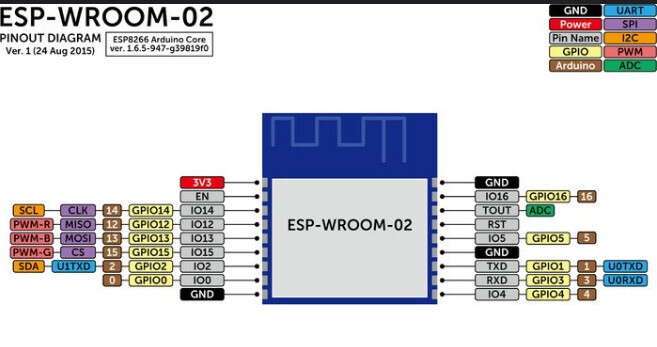 ESP-WROOM-02
PINOUT DIAGRAM
Ver. 1 (24 Aug 2015)
ESP8266 Arduino Core
ver. 1.6.5-947-g39819f0
GND UART
Power SPI
Pin Name I2C
GPIO PWM
Arduino ADC
ESP-WROOM-02
3V3
EN
SCL CLK 14 GPIO14 IO14
PWM-R MISO 12 GPIO12 IO12
PWM-B MOSI 13 GPIO13 IO13
PWM-G CS 15 GPIO15 IO15
SDA U1TXD 2 GPIO2 IO2
0 GPIO0 IO0
GND
GND
IO16 GPIO16 16
TOUT ADC
RST
IO5 GPIO5 5
GND
TXD GPIO1 1 U0TXD
RXD GPIO3 3 U0RXD
IO4 GPIO4 4